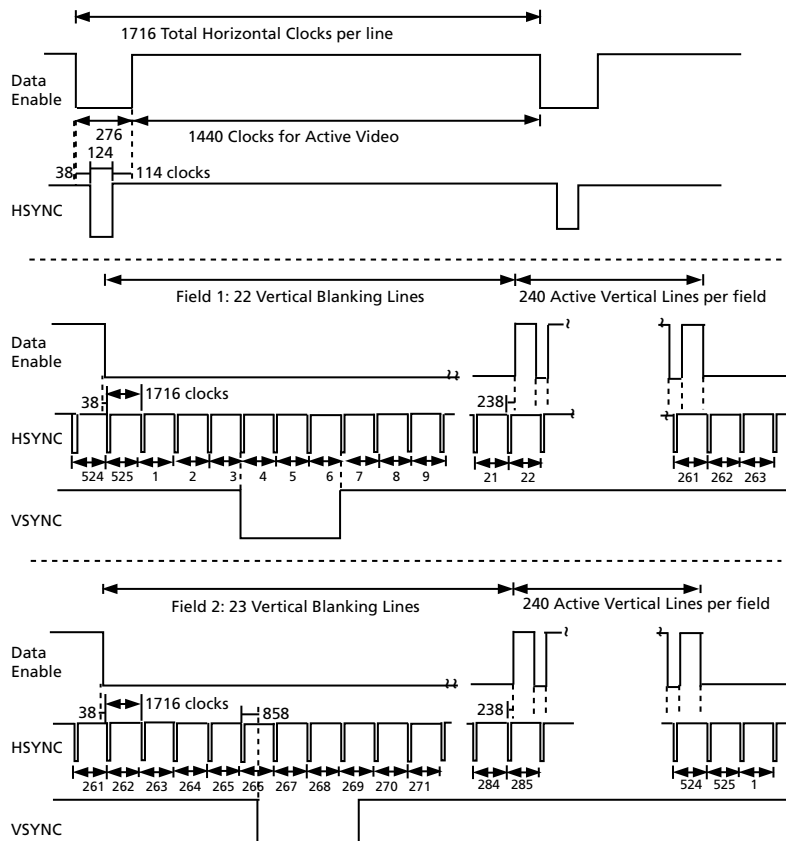 1716 Total Horizontal Clocks per line
Data
Enable
276
1440 Clocks for Active Video
124
38
114 clocks
HSYNC
Field 1: 22 Vertical Blanking Lines
240 Active Vertical Lines per field
Data
Enable
1716 clocks
38
238
HSYNC
524 525 1 2 3 4 5 6 7 8 9 21 22 261 262 263
VSYNC
Field 2: 23 Vertical Blanking Lines
240 Active Vertical Lines per field
Data
Enable
1716 clocks
38
858
238
HSYNC
261 262 263 264 265 266 267 268 269 270 271 284 285 524 525 1
VSYNC